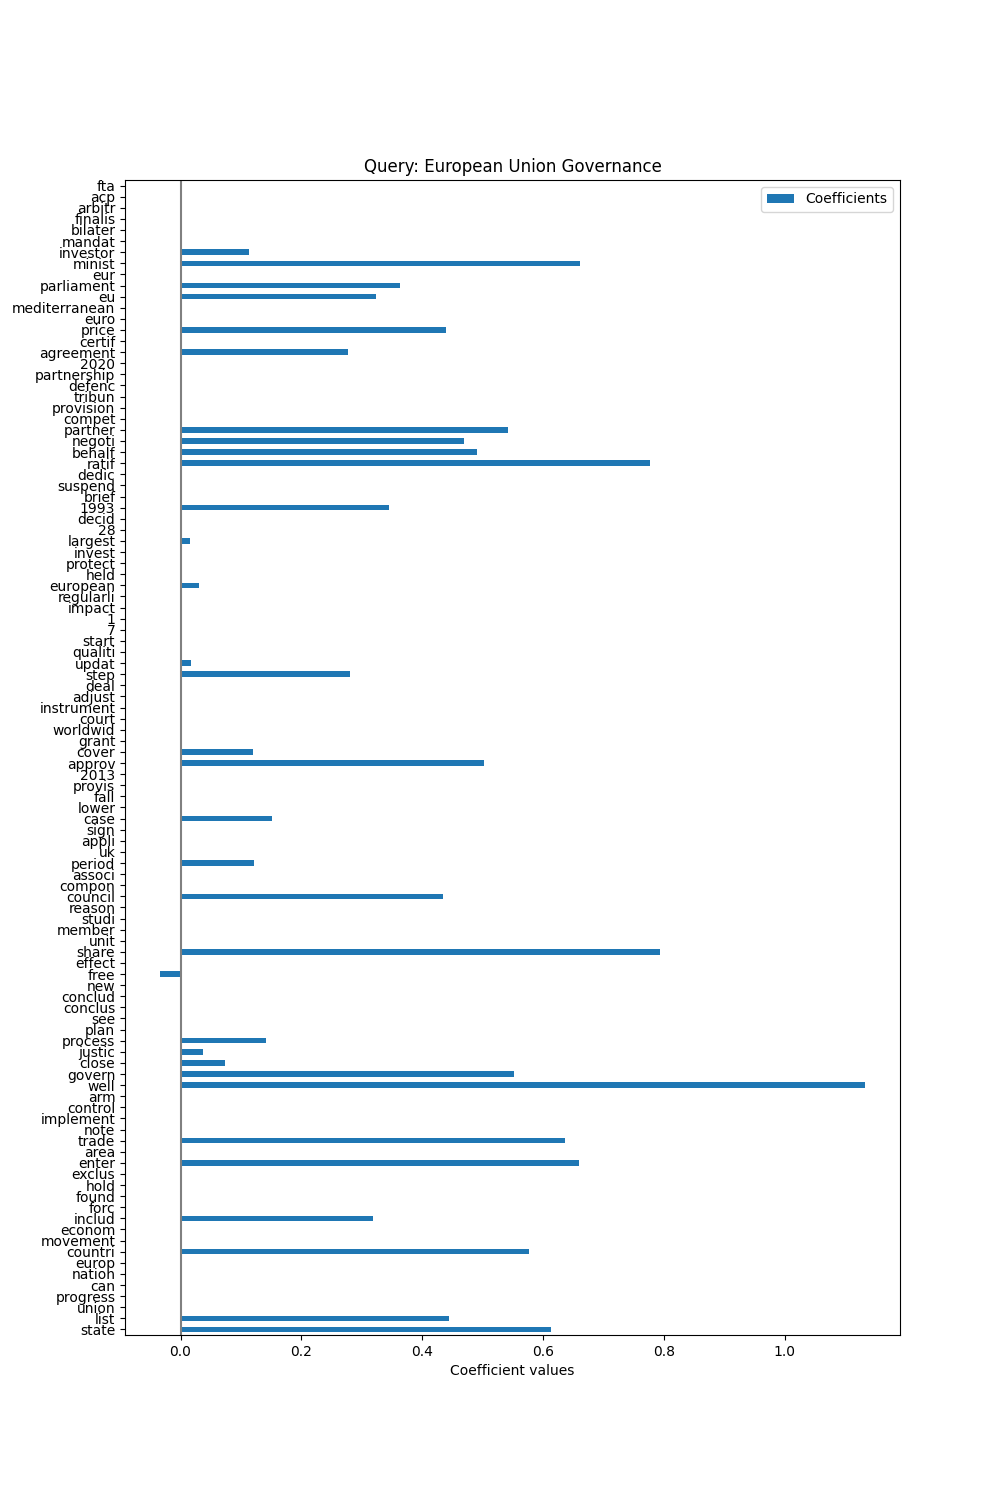 Query: European Union Governance
Coefficients
fta
acp
arbitr
finalis
bilater
mandat
investor
minist
eur
parliament
eu
mediterranean
euro
price
certif
agreement
2020
partnership
defenc
tribun
provision
compet
partner
negoti
behalf
ratif
dedic
suspend
brief
1993
decid
28
largest
invest
protect
held
european
regularli
impact
1
7
start
qualiti
updat
step
deal
adjust
instrument
court
worldwid
grant
cover
approv
2013
provis
fall
lower
case
sign
appli
uk
period
associ
compon
council
reason
studi
member
unit
share
effect
free
new
conclud
conclus
see
plan
process
justic
close
govern
well
arm
control
implement
note
trade
area
enter
exclus
hold
found
forc
includ
econom
movement
countri
europ
nation
can
progress
union
list
state
0.0 0.2 0.4 0.6 0.8 1.0
Coefficient values